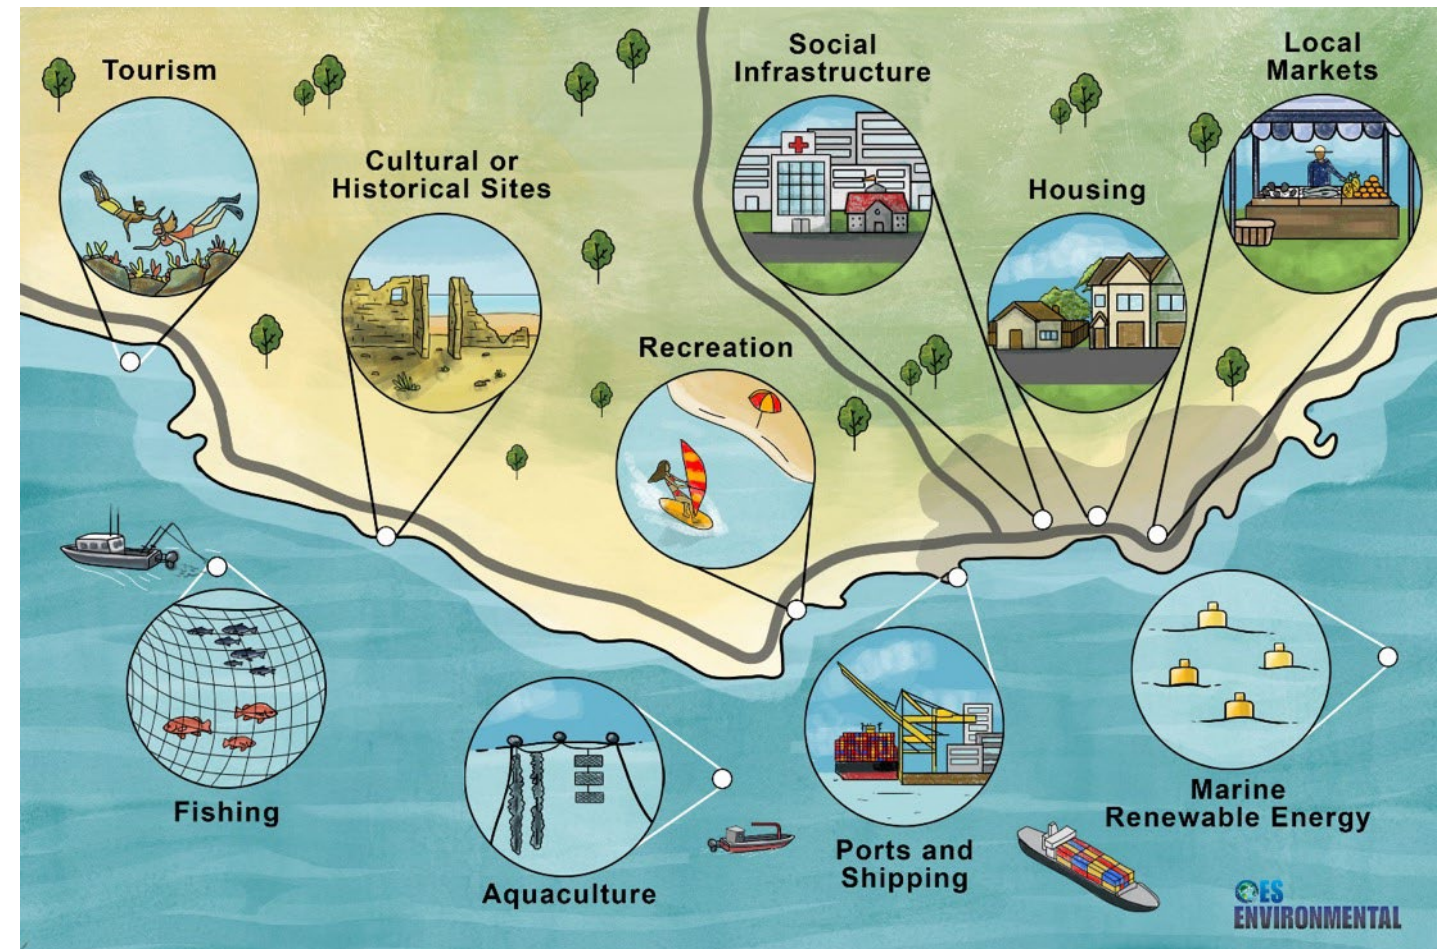 Tourism
Cultural or
Historical Sites
Recreation
Social
Infrastructure
Housing
Local
Markets
Fishing
Aquaculture
Ports and
Shipping
Marine
Renewable Energy
OES
ENVIRONMENTAL